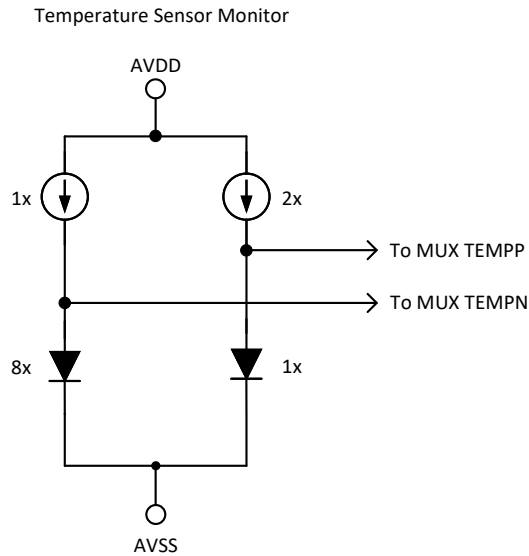 Temperature Sensor Monitor
AVDD
1x
2x
To MUX TEMPP
To MUX TEMPN
8x
1x
AVSS